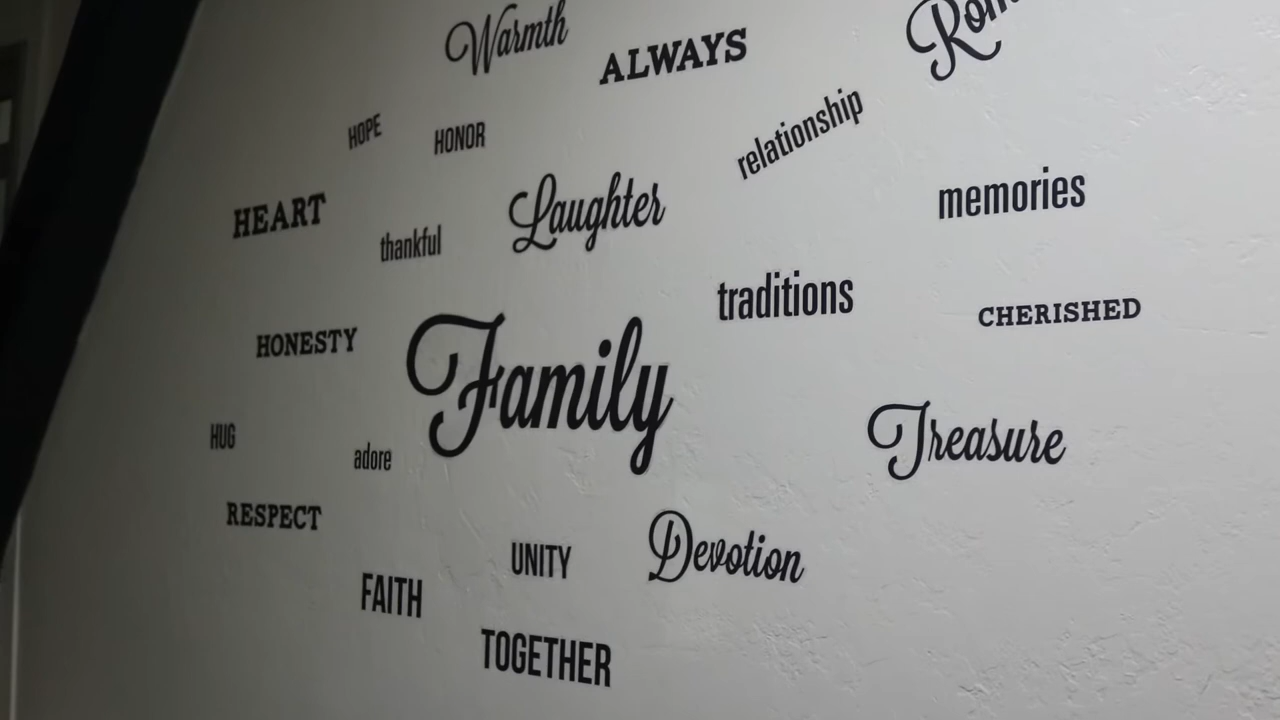 Warmth
ALWAYS
HOPE
HONOR
relationship
HEART
thankful
Laughter
memories
traditions
CHERISHED
HONESTY
Family
HUG
adore
Treasure
RESPECT
UNITY
Devotion
FAITH
TOGETHER